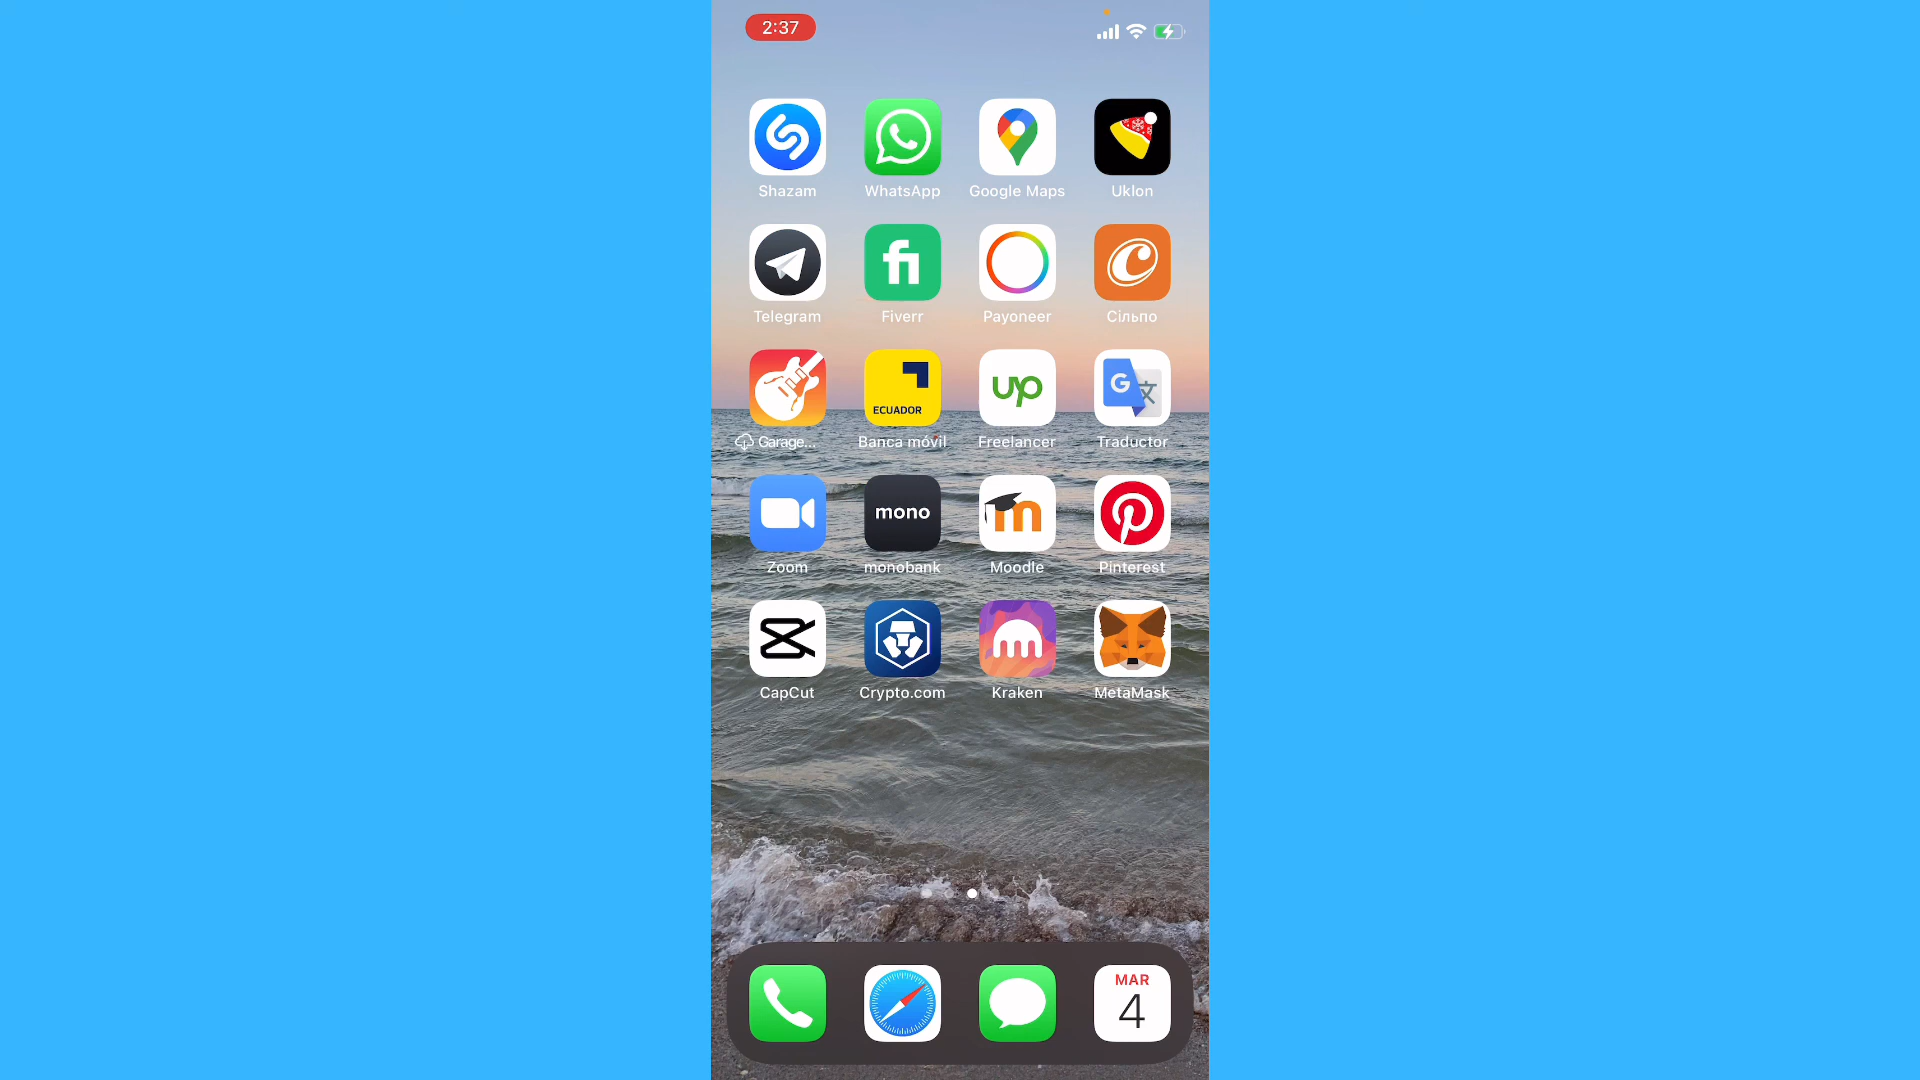 2:37
Shazam
WhatsApp
Google Maps
Uklon
Telegram
Fiverr
Payoneer
Сільпо
ECUADOR
Garage...
Banca móvil
up
Freelancer
G
Traductor
Zoom
mono
monobank
Moodle
Pinterest
CapCut
Crypto.com
Kraken
MetaMask
MAR
4